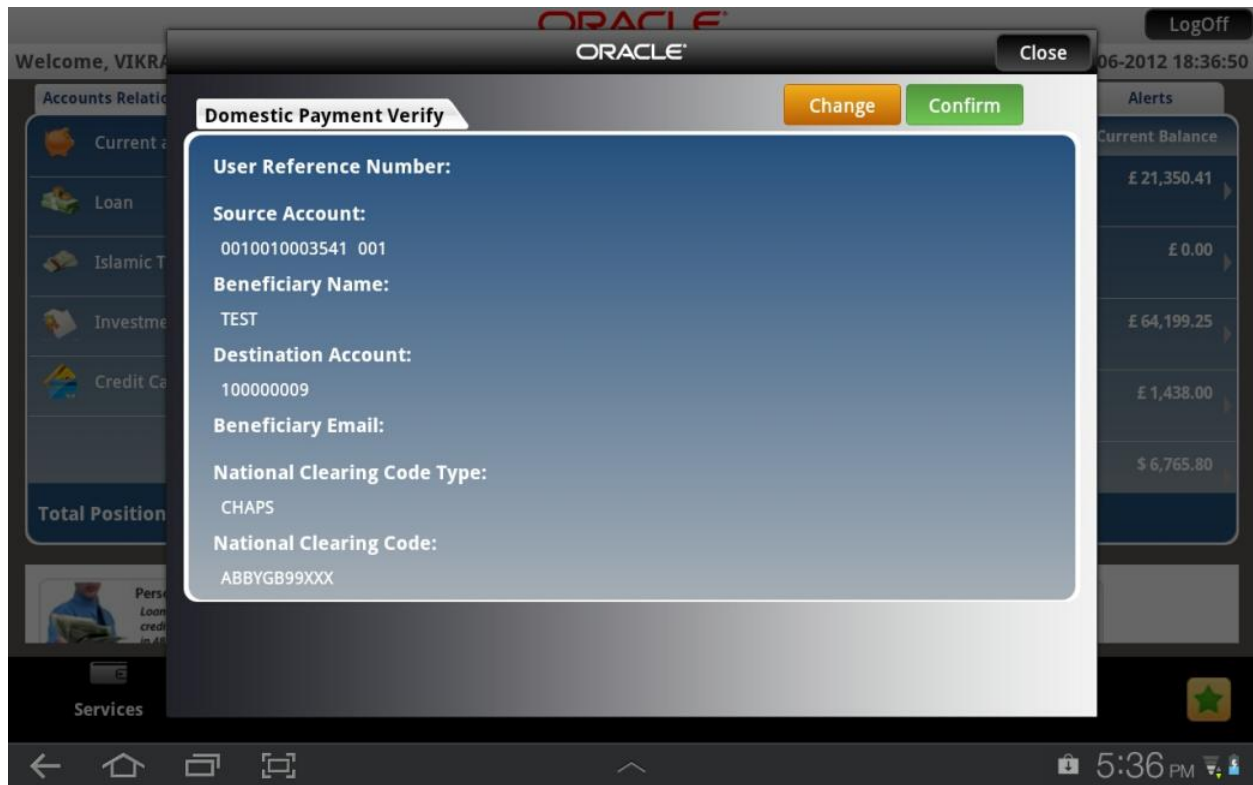 ORACLE
LogOff
ORACLE
Close
Welcome, VIKRA
06-2012 18:36:50
Accounts Relatio
Alerts
Domestic Payment Verify
Change
Confirm
Current a
Current Balance
User Reference Number:
£ 21,350.41
Loan
Source Account:
0010010003541 001
£ 0.00
Islamic T
Beneficiary Name:
TEST
Investme
£ 64,199.25
Destination Account:
100000009
Credit Ca
£ 1,438.00
Beneficiary Email:
National Clearing Code Type:
$ 6,765.80
CHAPS
Total Position
National Clearing Code:
ABBYGB99XXX
Pers
Loan
credi
Services
5:36 PM